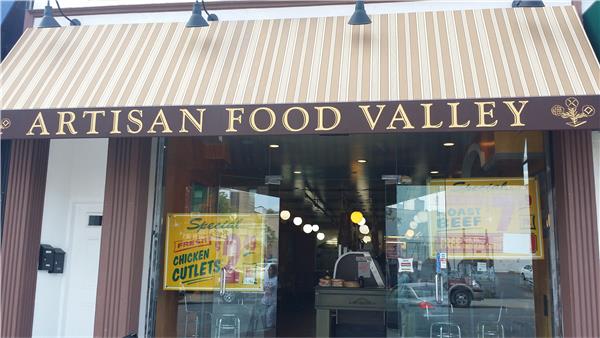 ARTISAN FOOD VALLEY
Special
FRESH
CHICKEN
CUTLETS
Special
ROAST
BEEF